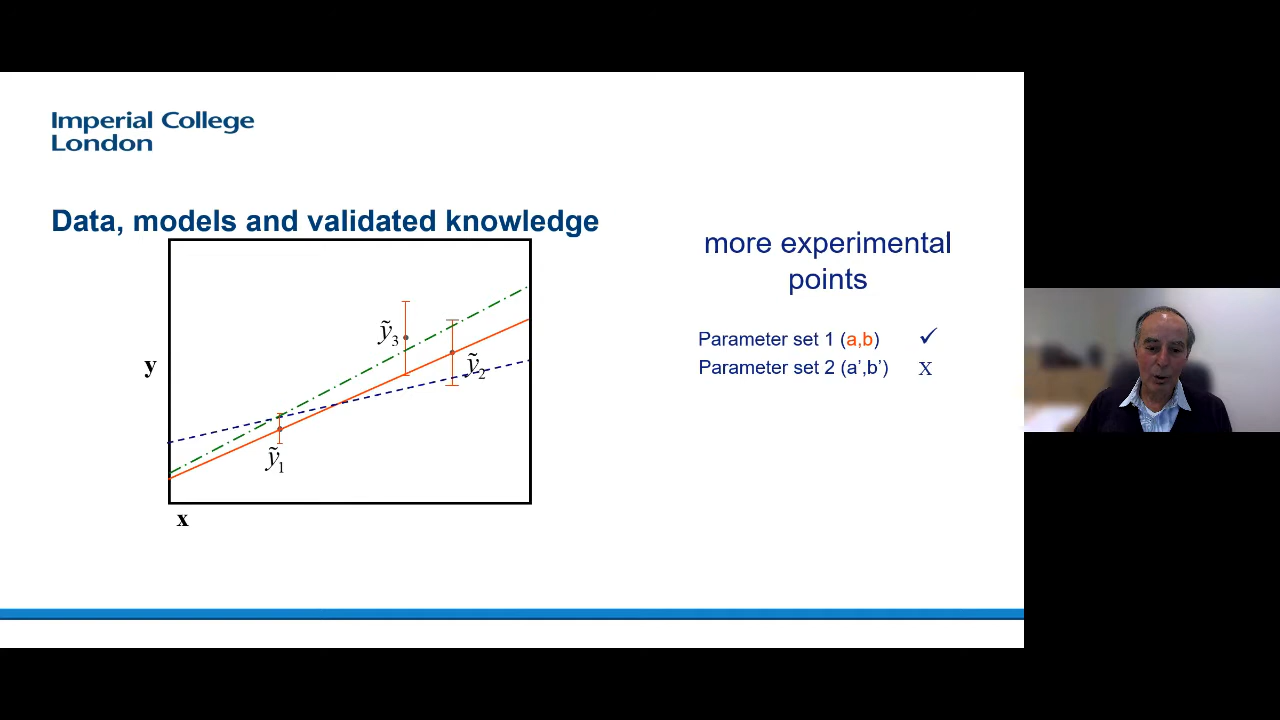 Imperial College
London
Data, models and validated knowledge
more experimental
points
Parameter set 1 (a,b) ✓
Parameter set 2 (a’,b’) X
ỹ3
ỹ2
y
ỹ1
x